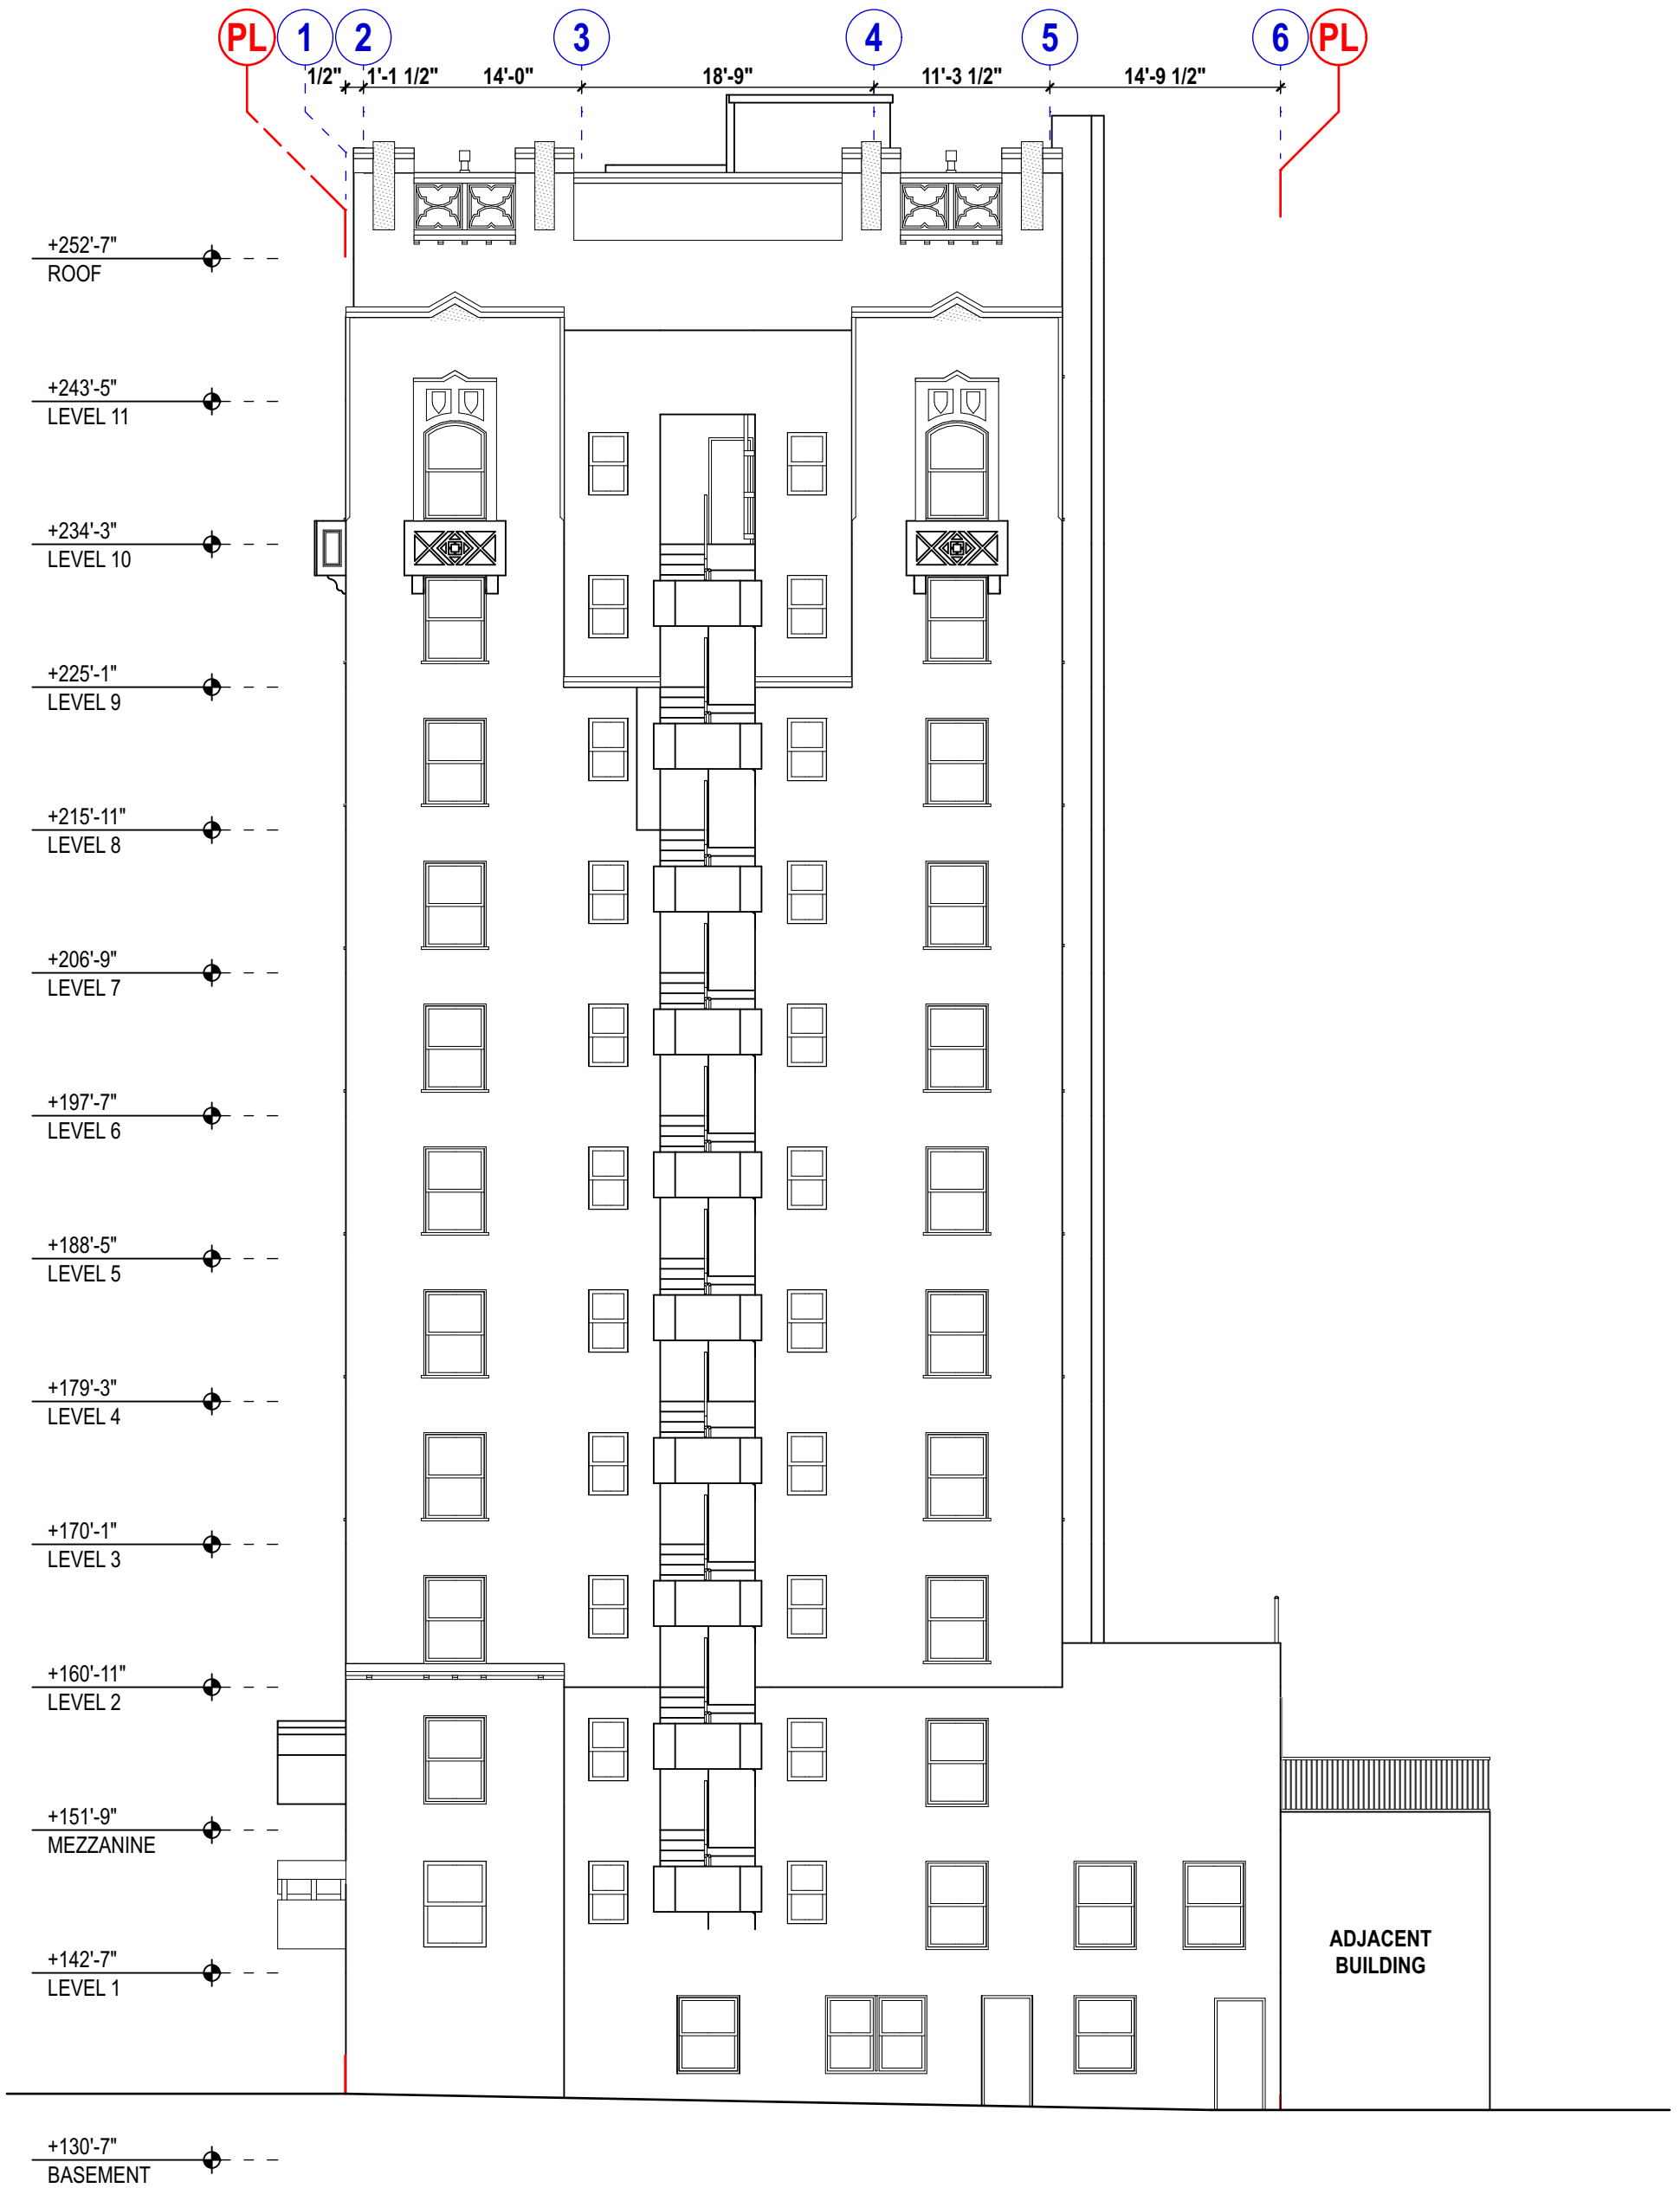 PL 1 2 3 4 5 6 PL
1/2" 1'-1 1/2" 14'-0" 18'-9" 11'-3 1/2" 14'-9 1/2"
+252'-7"
ROOF
+243'-5"
LEVEL 11
+234'-3"
LEVEL 10
+225'-1"
LEVEL 9
+215'-11"
LEVEL 8
+206'-9"
LEVEL 7
+197'-7"
LEVEL 6
+188'-5"
LEVEL 5
+179'-3"
LEVEL 4
+170'-1"
LEVEL 3
+160'-11"
LEVEL 2
+151'-9"
MEZZANINE
ADJACENT
BUILDING
+142'-7"
LEVEL 1
+130'-7"
BASEMENT